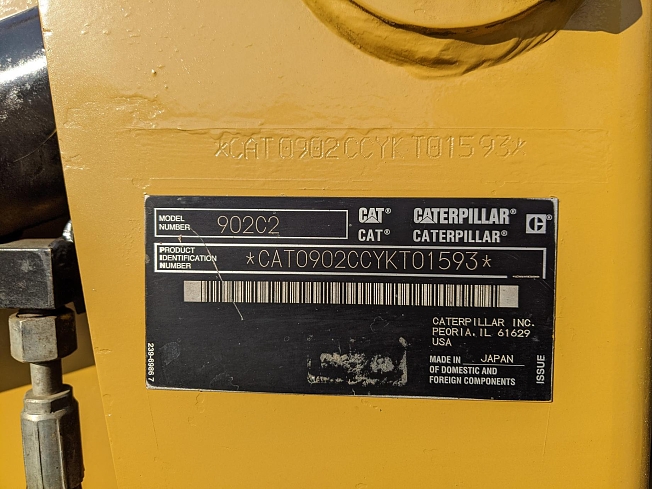 *CAT0902CCYKT01593*
MODEL NUMBER 902C2
CAT® CATERPILLAR® C
CAT® CATERPILLAR®
PRODUCT IDENTIFICATION NUMBER *CAT0902CCYKT01593*
CATERPILLAR INC.
PEORIA, IL 61629
USA
MADE IN JAPAN
OF DOMESTIC AND
FOREIGN COMPONENTS
ISSUE
239-6986 7